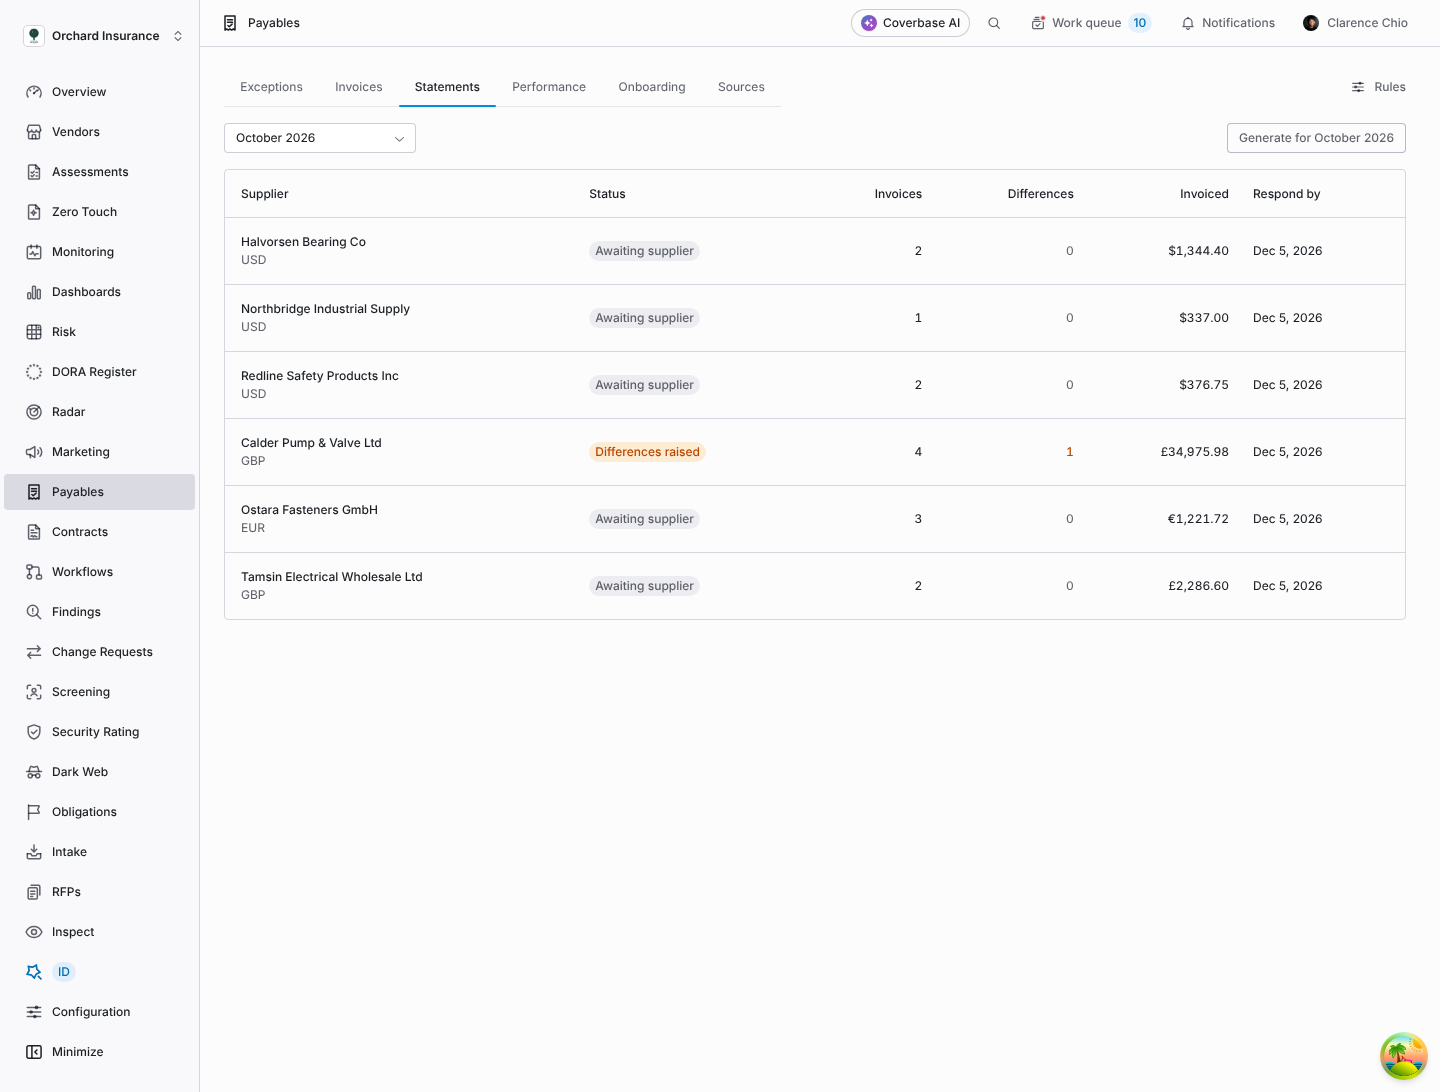 Orchard Insurance
Overview
Vendors
Assessments
Zero Touch
Monitoring
Dashboards
Risk
DORA Register
Radar
Marketing
Payables
Contracts
Workflows
Findings
Change Requests
Screening
Security Rating
Dark Web
Obligations
Intake
RFPs
Inspect
ID
Configuration
Minimize
Payables
Coverbase AI
Work queue 10
Notifications
Clarence Chio
Exceptions Invoices Statements Performance Onboarding Sources
Rules
October 2026
Generate for October 2026
Supplier Status Invoices Differences Invoiced Respond by
Halvorsen Bearing Co
USD
Awaiting supplier 2 0 $1,344.40 Dec 5, 2026
Northbridge Industrial Supply
USD
Awaiting supplier 1 0 $337.00 Dec 5, 2026
Redline Safety Products Inc
USD
Awaiting supplier 2 0 $376.75 Dec 5, 2026
Calder Pump & Valve Ltd
GBP
Differences raised 4 1 £34,975.98 Dec 5, 2026
Ostara Fasteners GmbH
EUR
Awaiting supplier 3 0 €1,221.72 Dec 5, 2026
Tamsin Electrical Wholesale Ltd
GBP
Awaiting supplier 2 0 £2,286.60 Dec 5, 2026